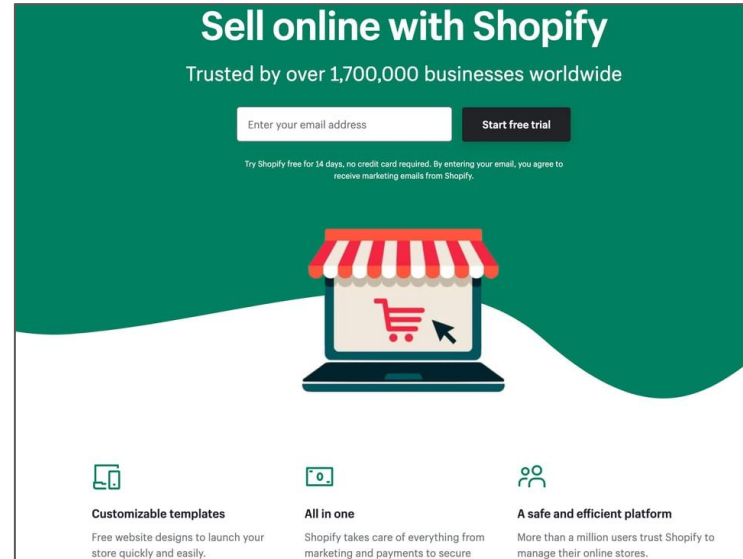 Sell online with Shopify
Trusted by over 1,700,000 businesses worldwide
Enter your email address
Start free trial
Try Shopify free for 14 days, no credit card required. By entering your email, you agree to
receive marketing emails from Shopify.
Customizable templates
Free website designs to launch your
store quickly and easily.
All in one
Shopify takes care of everything from
marketing and payments to secure
A safe and efficient platform
More than a million users trust Shopify to
manage their online stores.